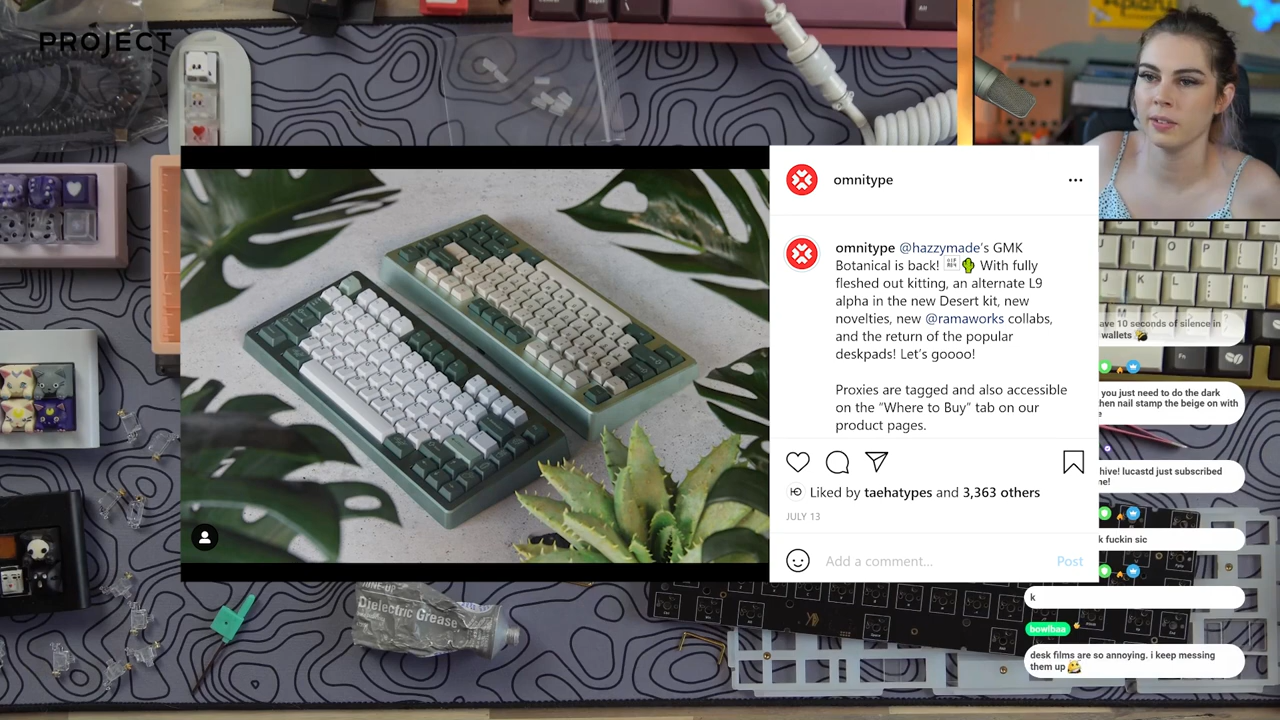 PROJECT
omnitype
omnitype @hazzymade's GMK
Botanical is back! With fully
fleshed out kitting, an alternate L9
alpha in the new Desert kit, new
novelties, new @ramaworks collabs,
and the return of the popular
deskpads! Let's goooo!
Proxies are tagged and also accessible
on the "Where to Buy" tab on our
product pages.
Liked by taehatypes and 3,363 others
JULY 13
Add a comment...
Post
I
O
P
Fn
ave 10 seconds of silence in
wallets
you just need to do the dark
hen nail stamp the beige on with
e
hive! lucastd just subscribed
me!
k fuckin sic
k
bowlbaa
desk films are so annoying. i keep messing
them up
Dielectric Grease